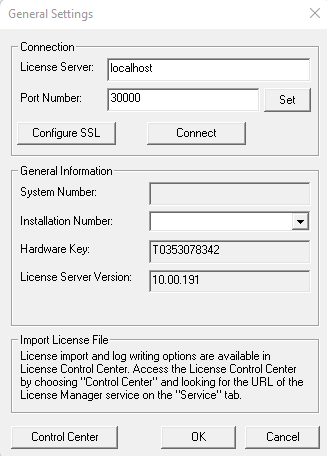 General Settings
Connection
License Server: localhost
Port Number: 30000 Set
Configure SSL Connect
General Information
System Number:
Installation Number:
Hardware Key: T0353078342
License Server Version: 10.00.191
Import License File
License import and log writing options are available in
License Control Center. Access the License Control Center
by choosing "Control Center" and looking for the URL of the
License Manager service on the "Service" tab.
Control Center OK Cancel